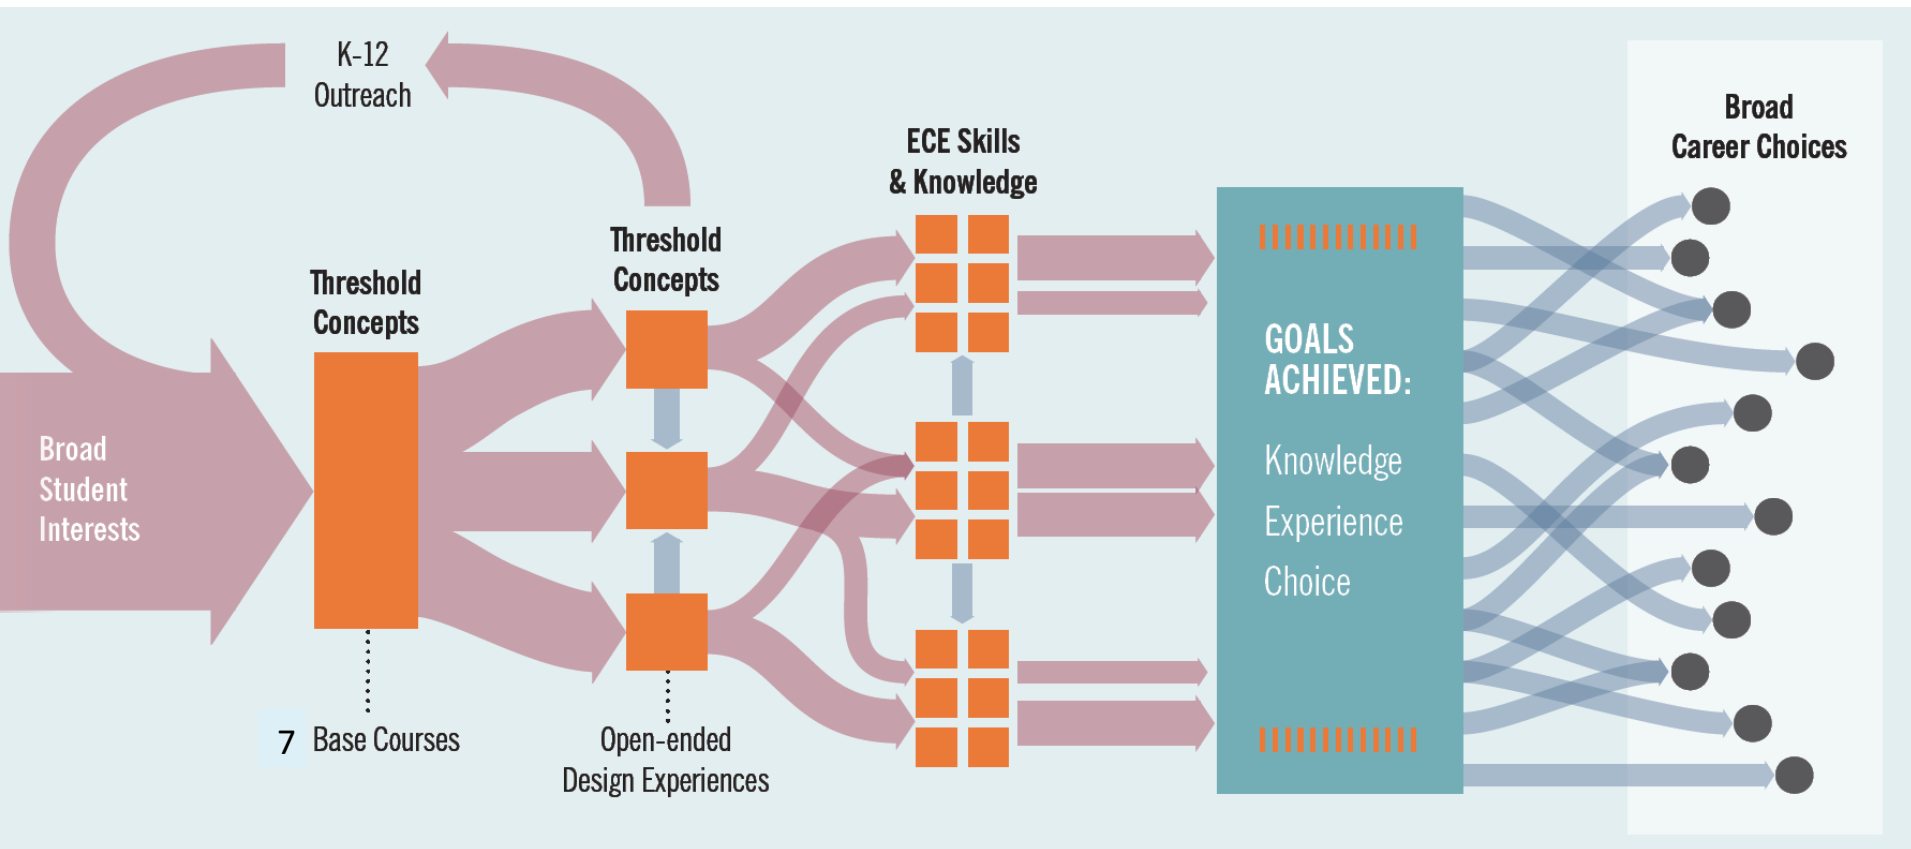 K-12
Outreach
Broad
Student
Interests
Threshold
Concepts
7 Base Courses
Threshold
Concepts
Open-ended
Design Experiences
ECE Skills
& Knowledge
GOALS
ACHIEVED:
Knowledge
Experience
Choice
Broad
Career Choices